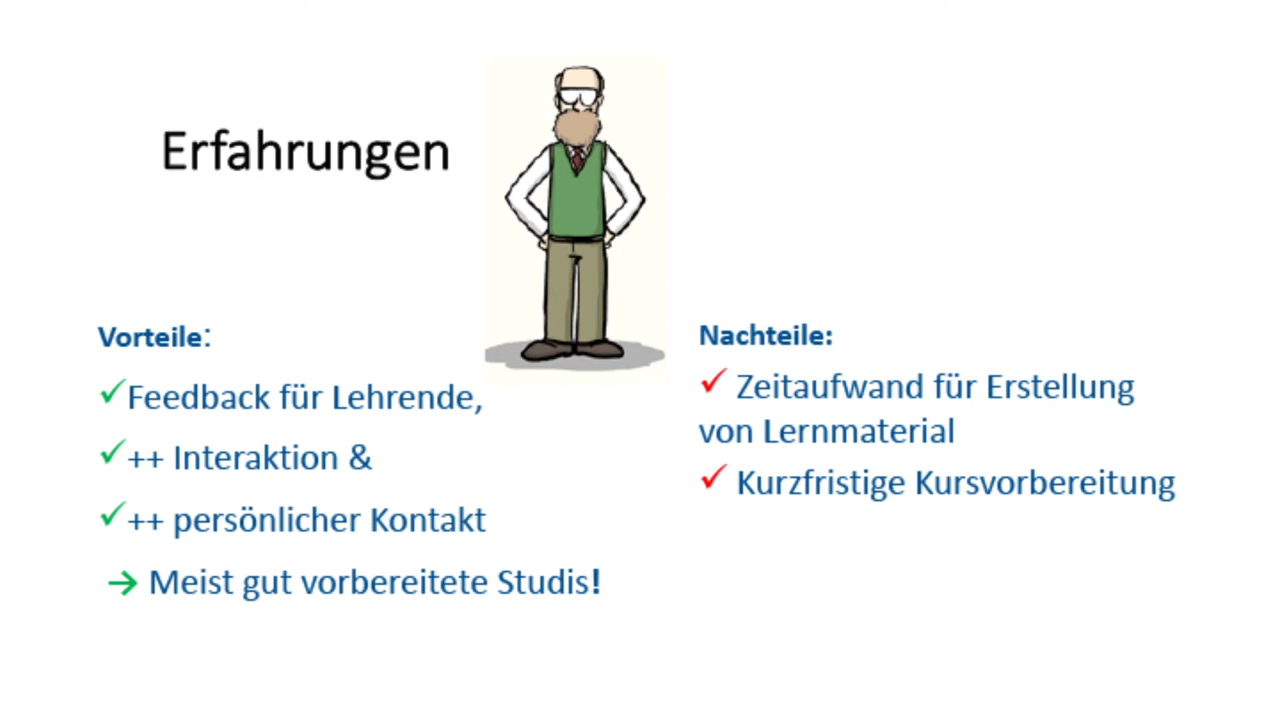 Erfahrungen
Vorteile:
✓Feedback für Lehrende,
✓++ Interaktion &
✓++ persönlicher Kontakt
→ Meist gut vorbereitete Studis!
Nachteile:
✓ Zeitaufwand für Erstellung
von Lernmaterial
✓ Kurzfristige Kursvorbereitung